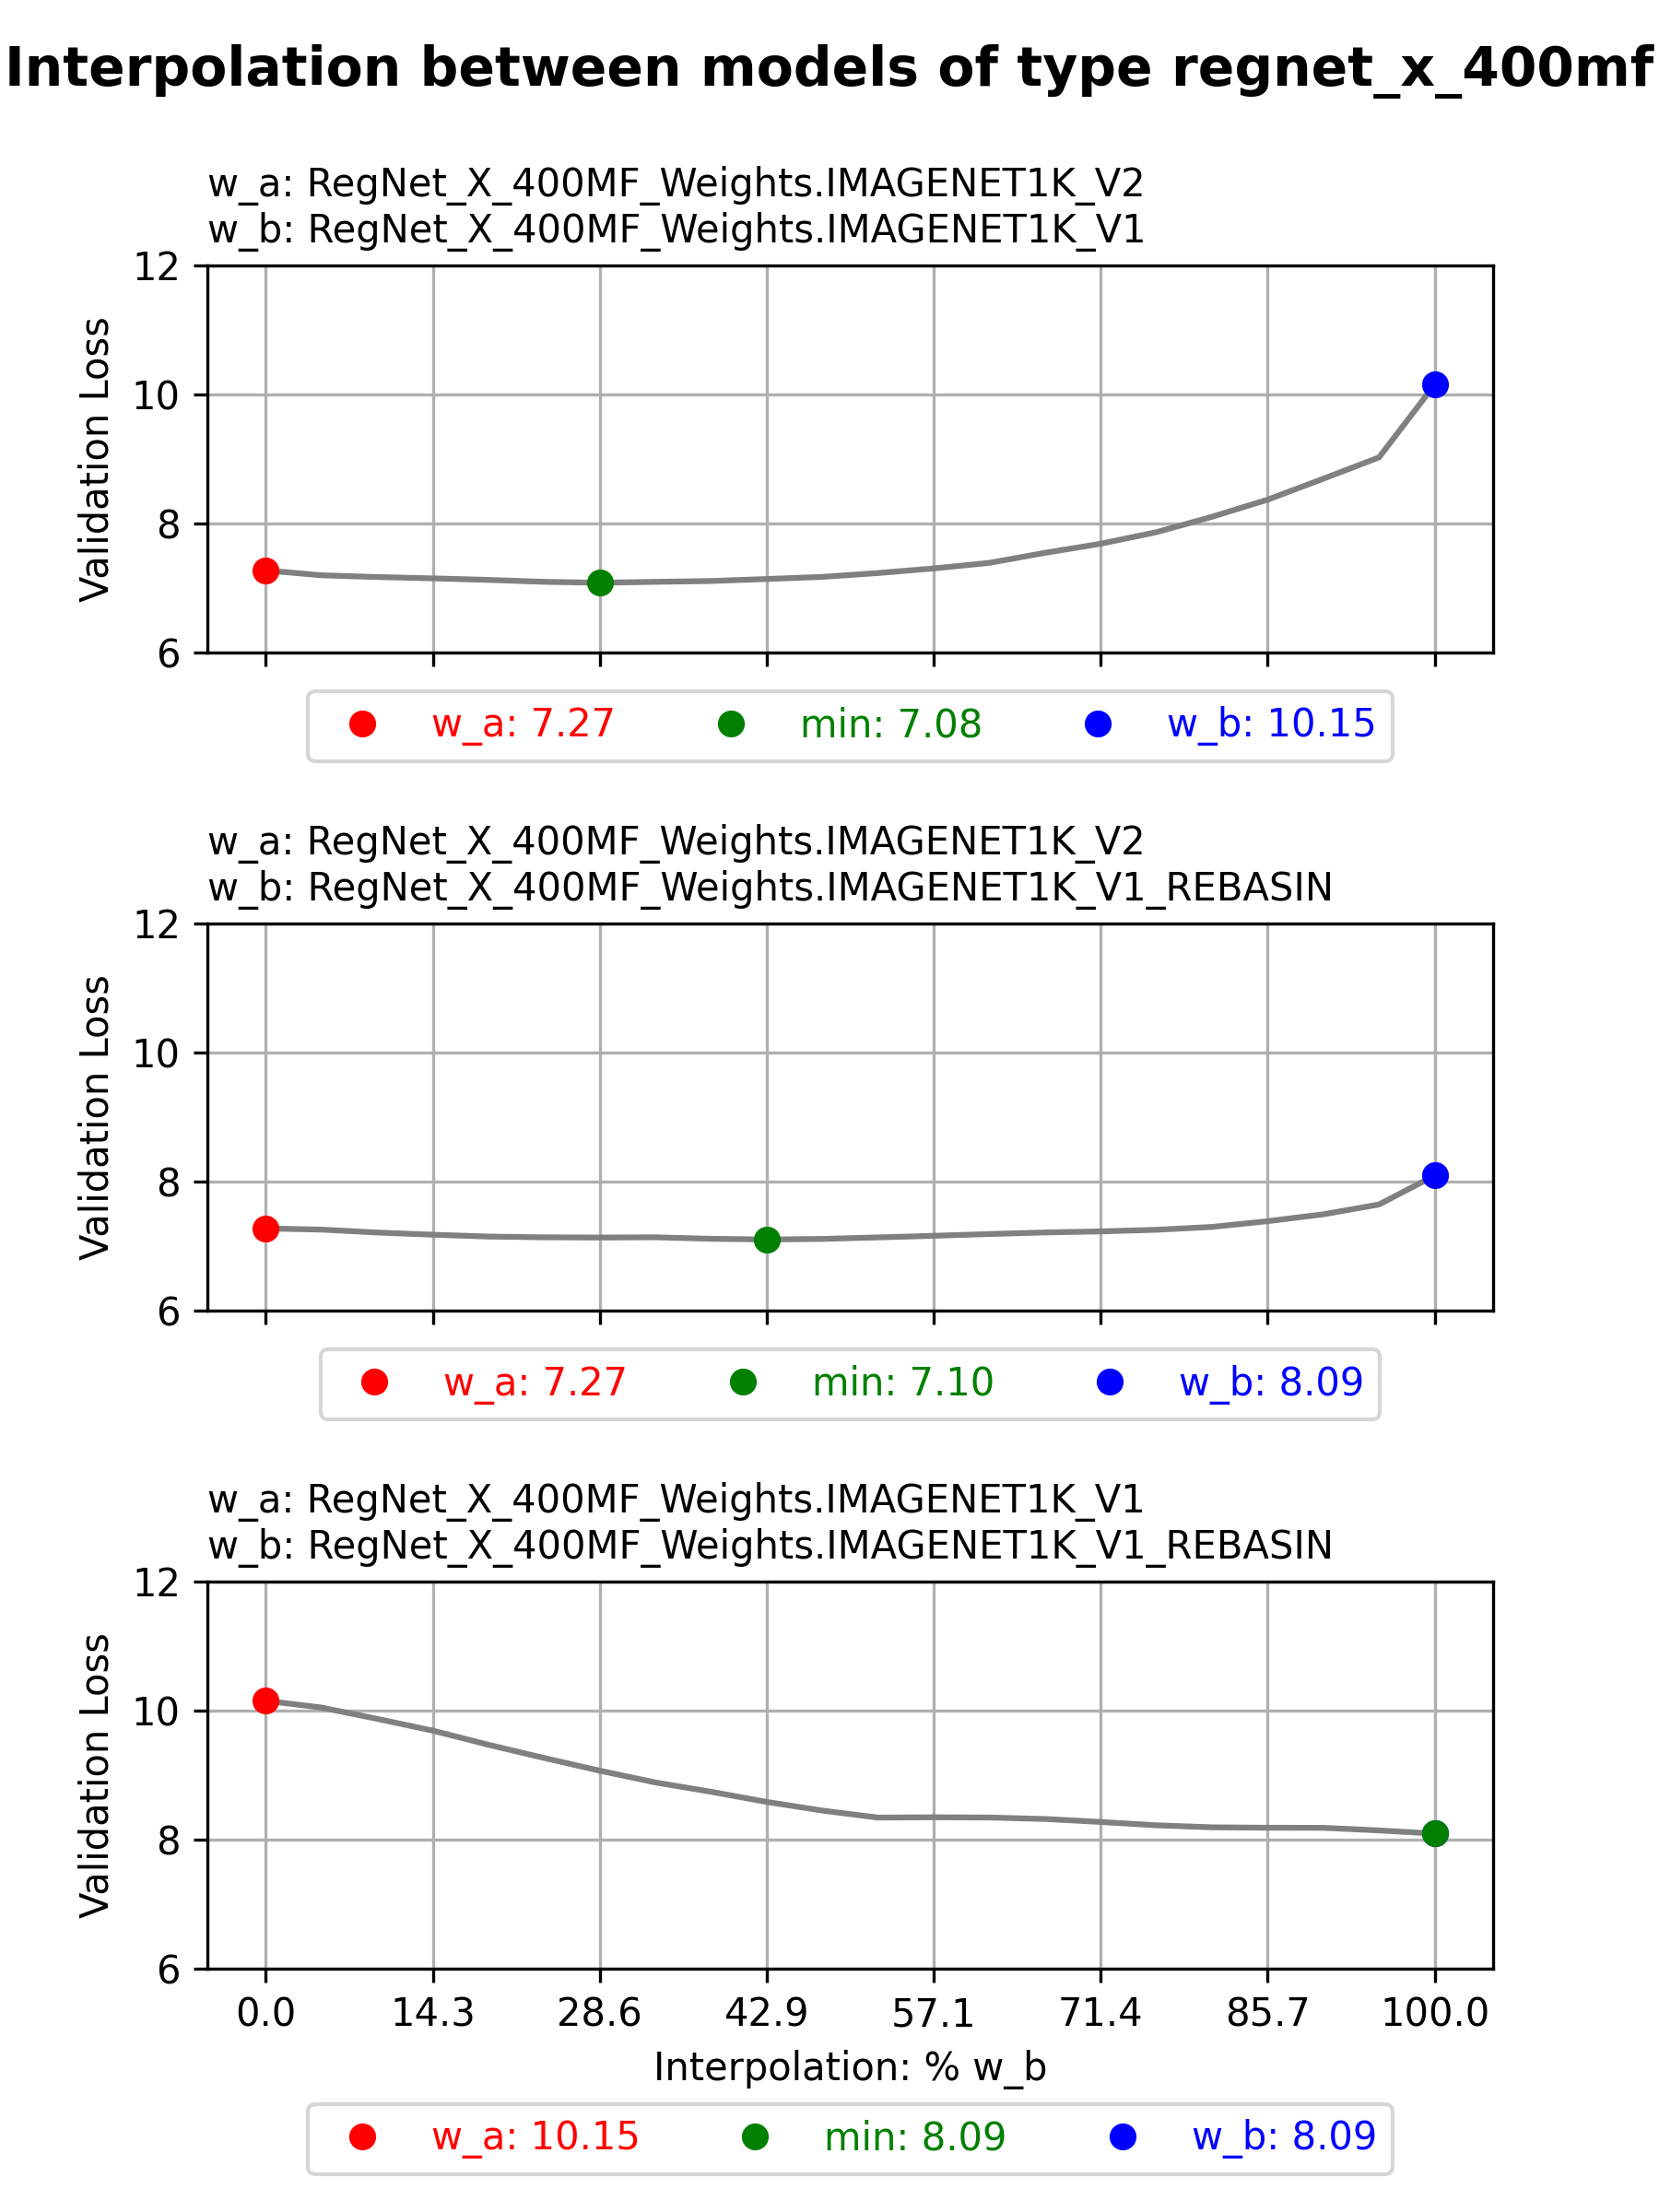 Interpolation between models of type regnet_x_400mf
w_a: RegNet_X_400MF_Weights.IMAGENET1K_V2
w_b: RegNet_X_400MF_Weights.IMAGENET1K_V1
12
10
8
6
Validation Loss
w_a: 7.27 min: 7.08 w_b: 10.15
w_a: RegNet_X_400MF_Weights.IMAGENET1K_V2
w_b: RegNet_X_400MF_Weights.IMAGENET1K_V1_REBASIN
12
10
8
6
Validation Loss
w_a: 7.27 min: 7.10 w_b: 8.09
w_a: RegNet_X_400MF_Weights.IMAGENET1K_V1
w_b: RegNet_X_400MF_Weights.IMAGENET1K_V1_REBASIN
12
10
8
6
Validation Loss
0.0 14.3 28.6 42.9 57.1 71.4 85.7 100.0
Interpolation: % w_b
w_a: 10.15 min: 8.09 w_b: 8.09